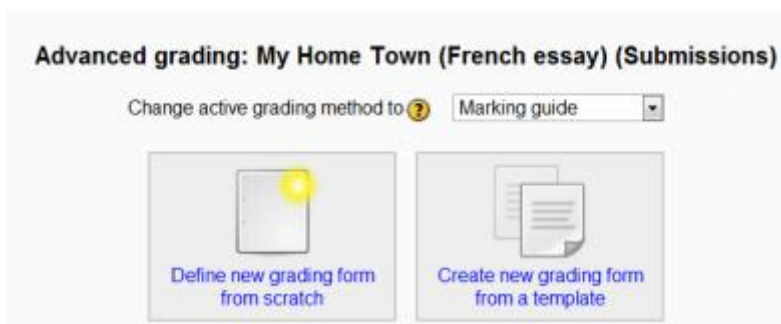 Advanced grading: My Home Town (French essay) (Submissions)
Change active grading method to ? Marking guide
Define new grading form
from scratch
Create new grading form
from a template